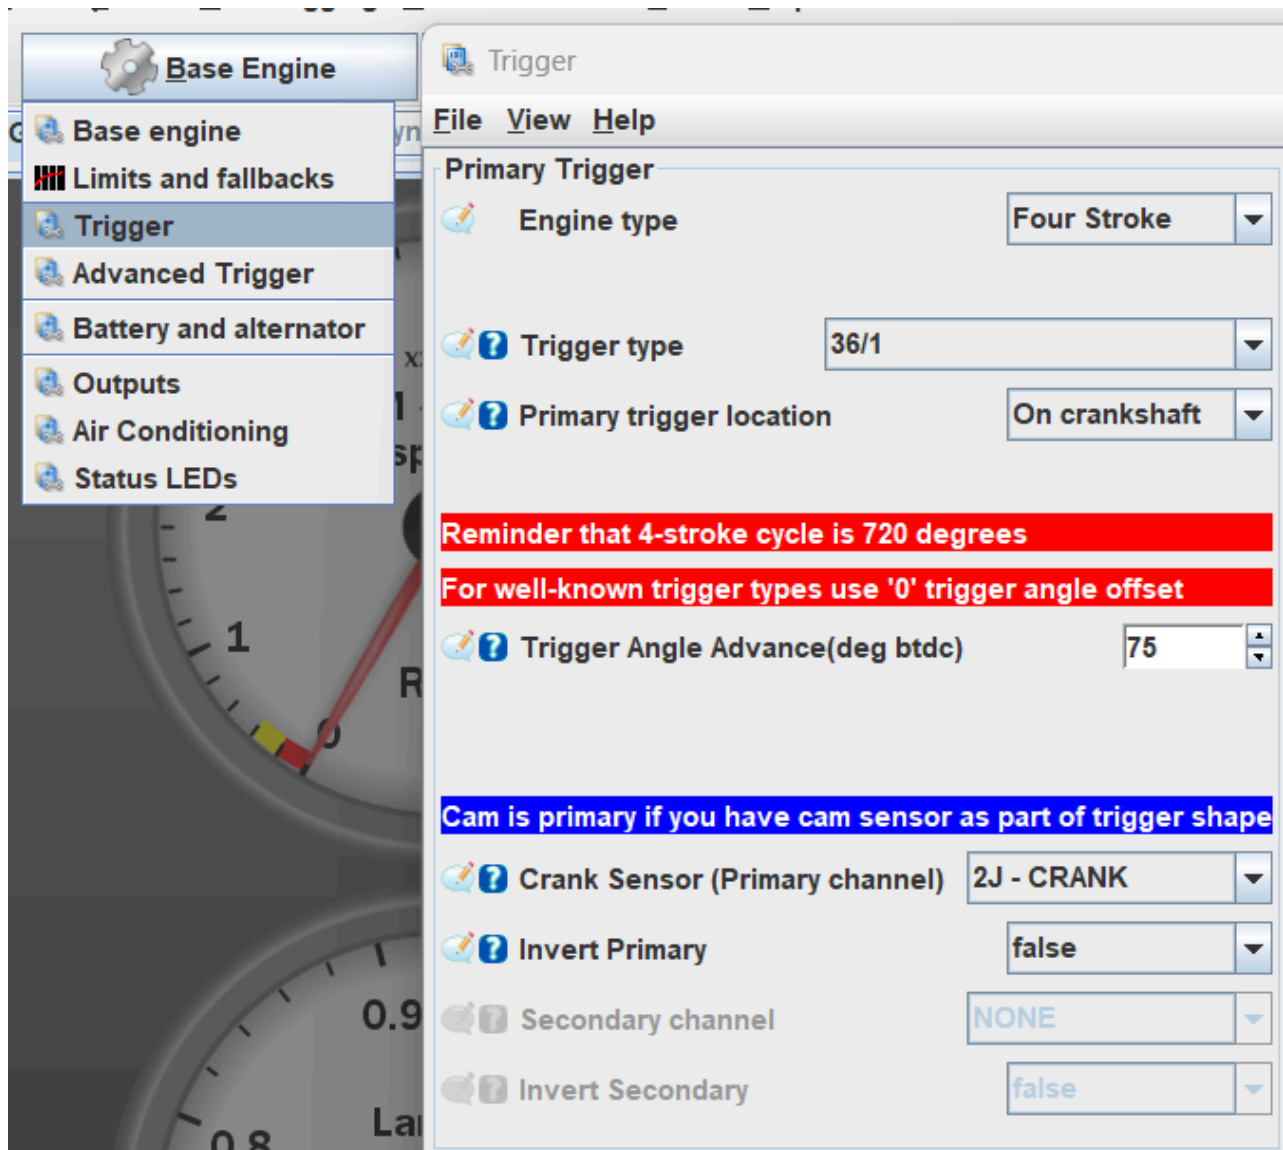 Base Engine
Base engine
Limits and fallbacks
Trigger
Advanced Trigger
Battery and alternator
Outputs
Air Conditioning
Status LEDs
2
1
0
0.9
0.8
Trigger
File View Help
Primary Trigger
Engine type Four Stroke
Trigger type 36/1
Primary trigger location On crankshaft
Reminder that 4-stroke cycle is 720 degrees
For well-known trigger types use '0' trigger angle offset
Trigger Angle Advance(deg btdc) 75
Cam is primary if you have cam sensor as part of trigger shape
Crank Sensor (Primary channel) 2J - CRANK
Invert Primary false
Secondary channel NONE
Invert Secondary false